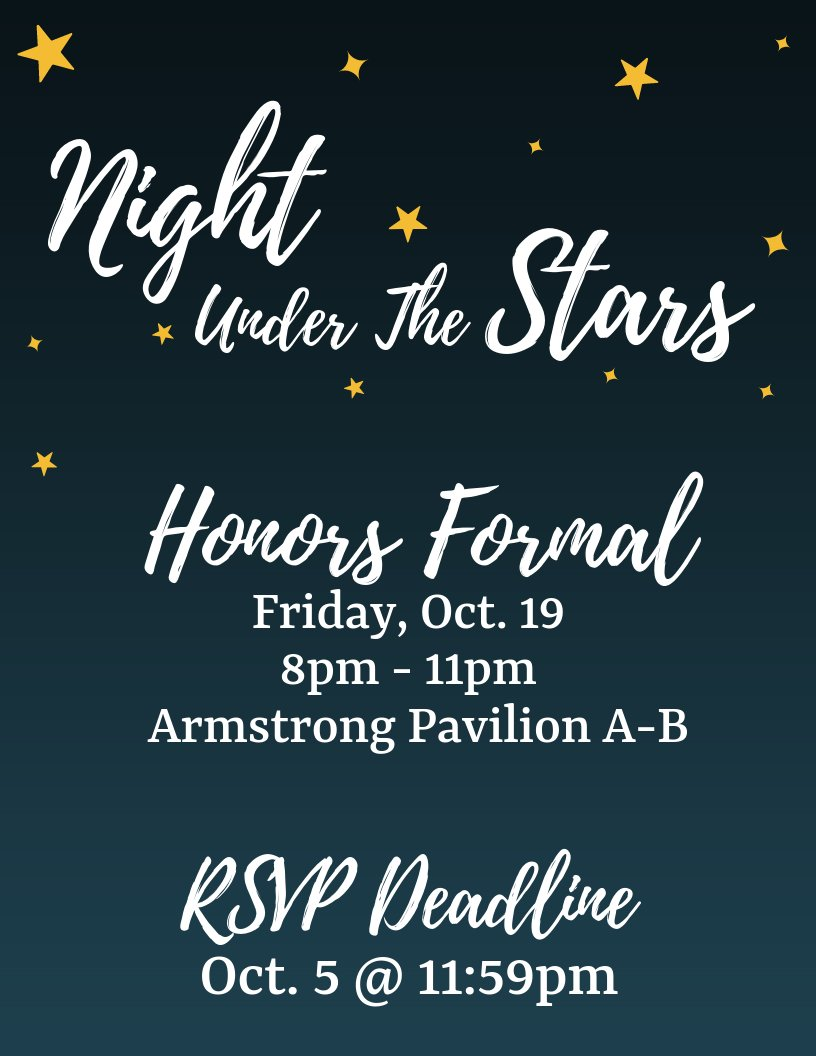 Night
Under The Stars
Honors Formal
Friday, Oct. 19
8pm - 11pm
Armstrong Pavilion A-B
RSVP Deadline
Oct. 5 @ 11:59pm